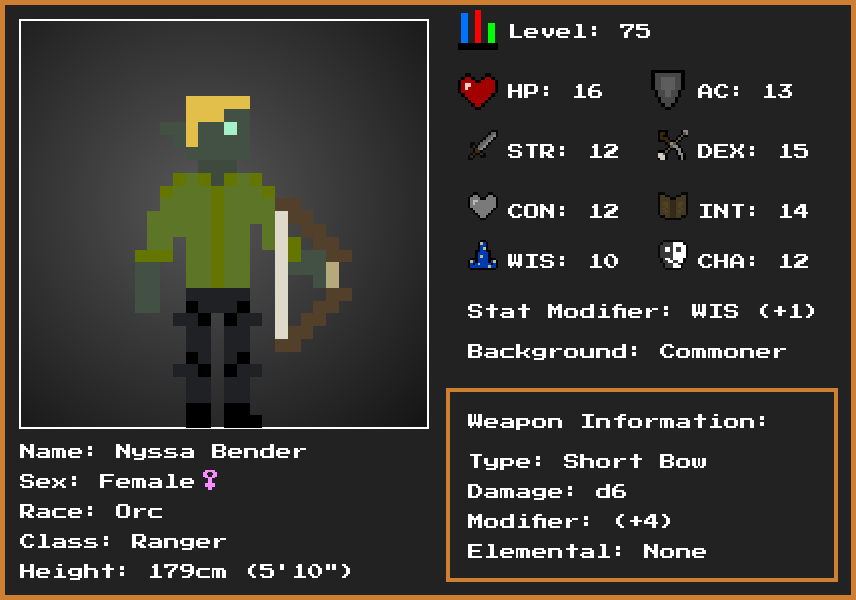 Level: 75
HP: 16
AC: 13
STR: 12
DEX: 15
CON: 12
INT: 14
WIS: 10
CHA: 12
Stat Modifier: WIS (+1)
Background: Commoner
Weapon Information:
Type: Short Bow
Damage: d6
Modifier: (+4)
Elemental: None
Name: Nyssa Bender
Sex: Female♀
Race: Orc
Class: Ranger
Height: 179cm (5'10")